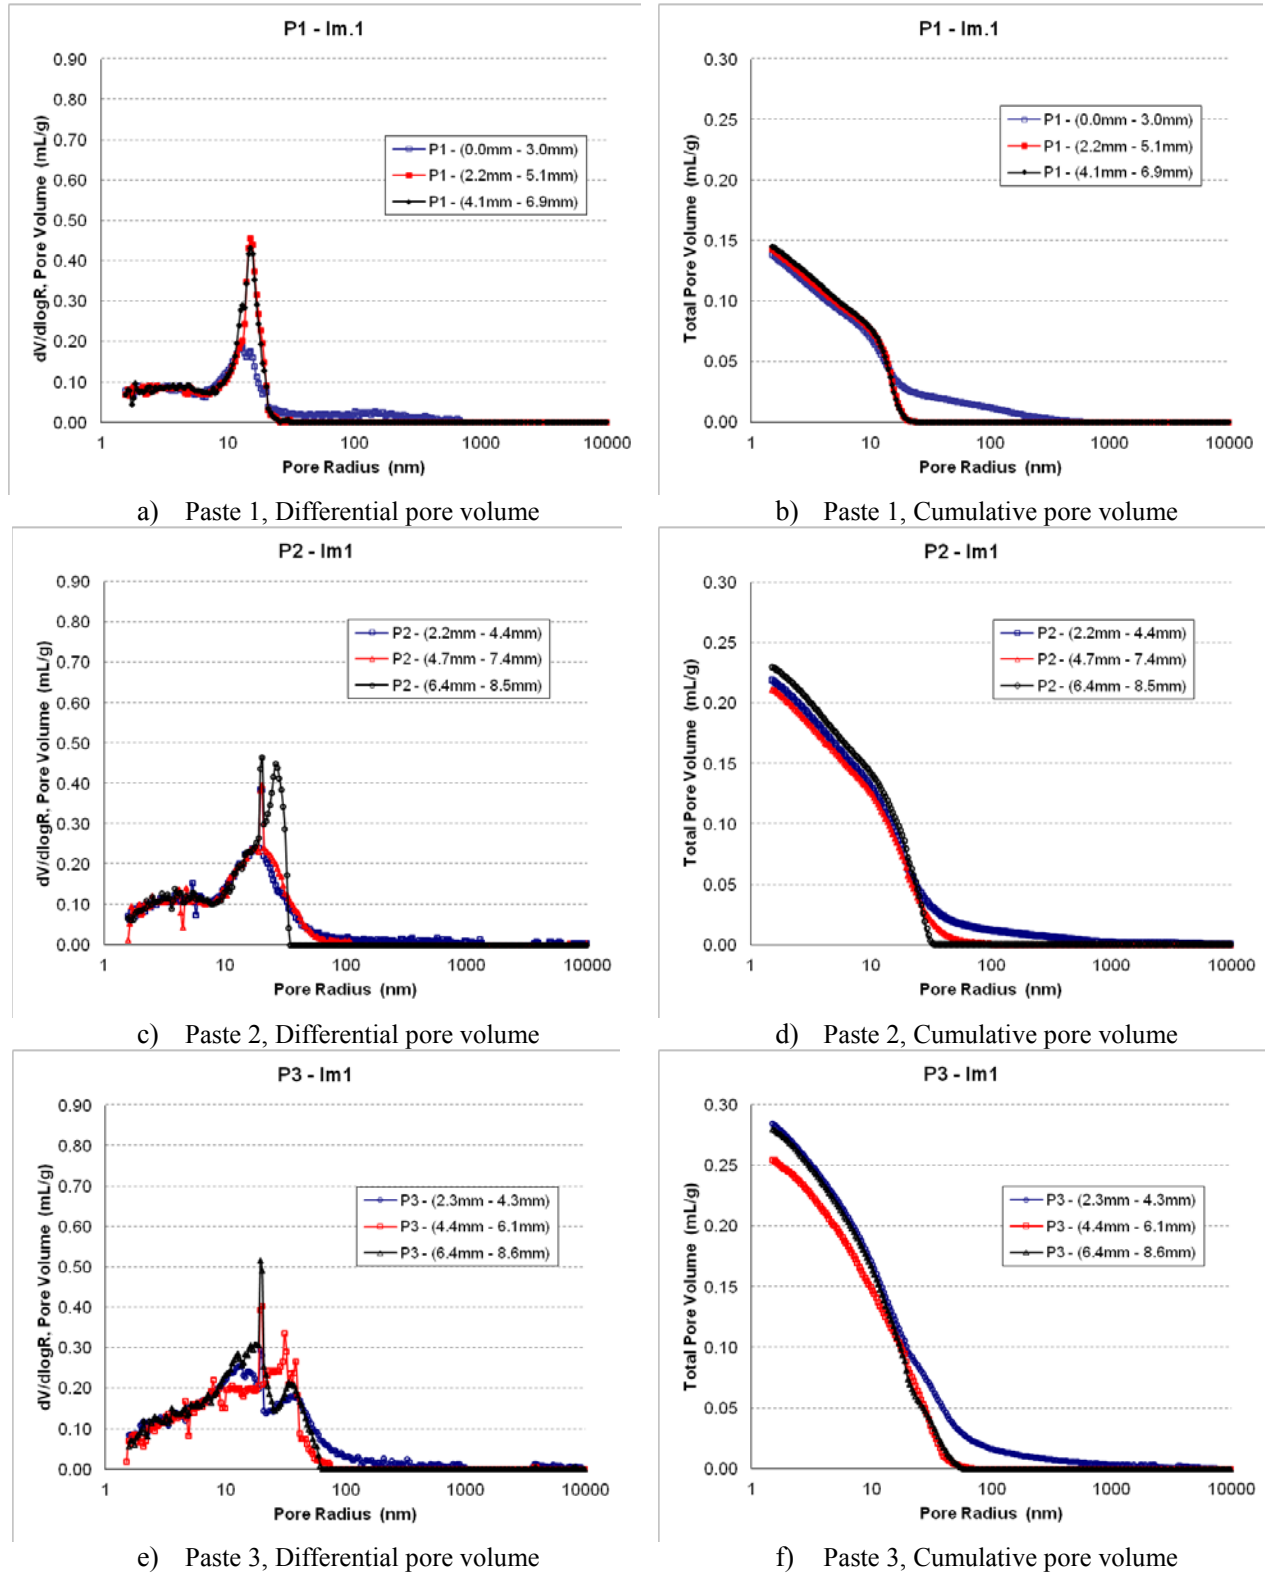 P1 - Im.1
dV/dlogR, Pore Volume (mL/g)
0.90
0.80
0.70
0.60
0.50
0.40
0.30
0.20
0.10
0.00
P1 - (0.0mm - 3.0mm)
P1 - (2.2mm - 5.1mm)
P1 - (4.1mm - 6.9mm)
1 10 100 1000 10000
Pore Radius (nm)
a) Paste 1, Differential pore volume
P1 - Im.1
Total Pore Volume (mL/g)
0.30
0.25
0.20
0.15
0.10
0.05
0.00
P1 - (0.0mm - 3.0mm)
P1 - (2.2mm - 5.1mm)
P1 - (4.1mm - 6.9mm)
1 10 100 1000 10000
Pore Radius (nm)
b) Paste 1, Cumulative pore volume
P2 - Im1
dV/dlogR, Pore Volume (mL/g)
0.90
0.80
0.70
0.60
0.50
0.40
0.30
0.20
0.10
0.00
P2 - (2.2mm - 4.4mm)
P2 - (4.7mm - 7.4mm)
P2 - (6.4mm - 8.5mm)
1 10 100 1000 10000
Pore Radius (nm)
c) Paste 2, Differential pore volume
P2 - Im1
Total Pore Volume (mL/g)
0.30
0.25
0.20
0.15
0.10
0.05
0.00
P2 - (2.2mm - 4.4mm)
P2 - (4.7mm - 7.4mm)
P2 - (6.4mm - 8.5mm)
1 10 100 1000 10000
Pore Radius (nm)
d) Paste 2, Cumulative pore volume
P3 - Im1
dV/dlogR, Pore Volume (mL/g)
0.90
0.80
0.70
0.60
0.50
0.40
0.30
0.20
0.10
0.00
P3 - (2.3mm - 4.3mm)
P3 - (4.4mm - 6.1mm)
P3 - (6.4mm - 8.6mm)
1 10 100 1000 10000
Pore Radius (nm)
e) Paste 3, Differential pore volume
P3 - Im1
Total Pore Volume (mL/g)
0.30
0.25
0.20
0.15
0.10
0.05
0.00
P3 - (2.3mm - 4.3mm)
P3 - (4.4mm - 6.1mm)
P3 - (6.4mm - 8.6mm)
1 10 100 1000 10000
Pore Radius (nm)
f) Paste 3, Cumulative pore volume